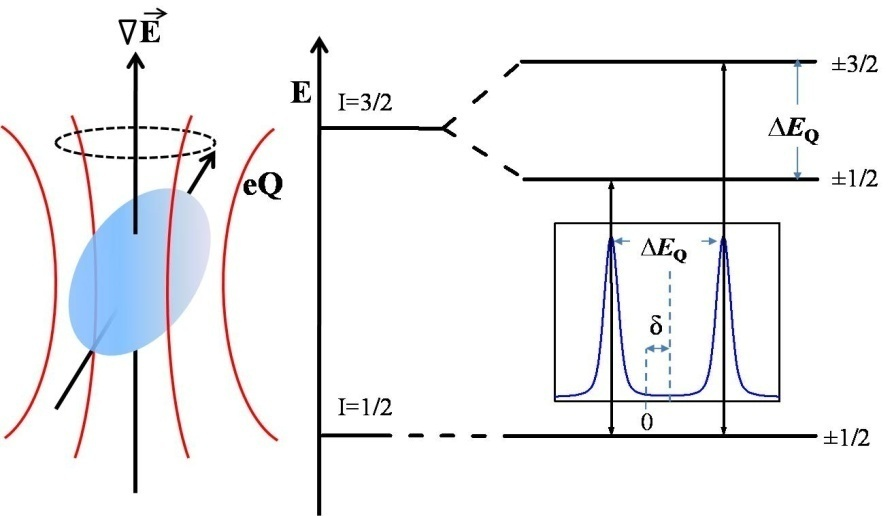 ∇E⃗
eQ
E
I=3/2
I=1/2
±3/2
ΔE_Q
±1/2
ΔE_Q
δ
0
±1/2